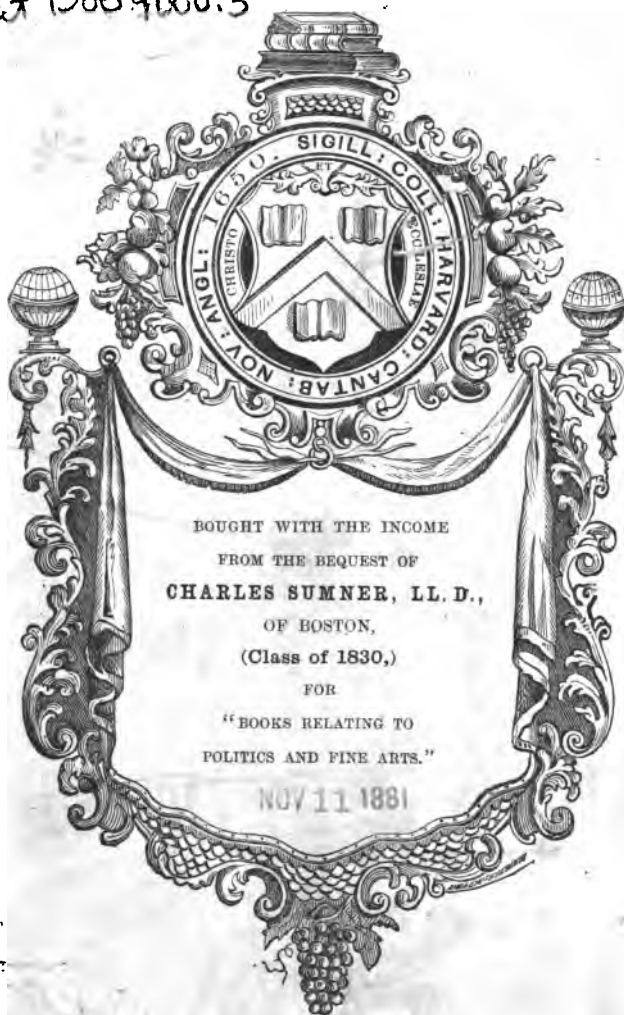 SIGILL: COLL: HARVARD: CANTAB: NOV: ANGL: 1650.
CHRISTO
ET
ECCLESIAE
BOUGHT WITH THE INCOME
FROM THE BEQUEST OF
CHARLES SUMNER, LL. D.,
OF BOSTON,
(Class of 1830,)
FOR
"BOOKS RELATING TO
POLITICS AND FINE ARTS."
NOV 11 1881